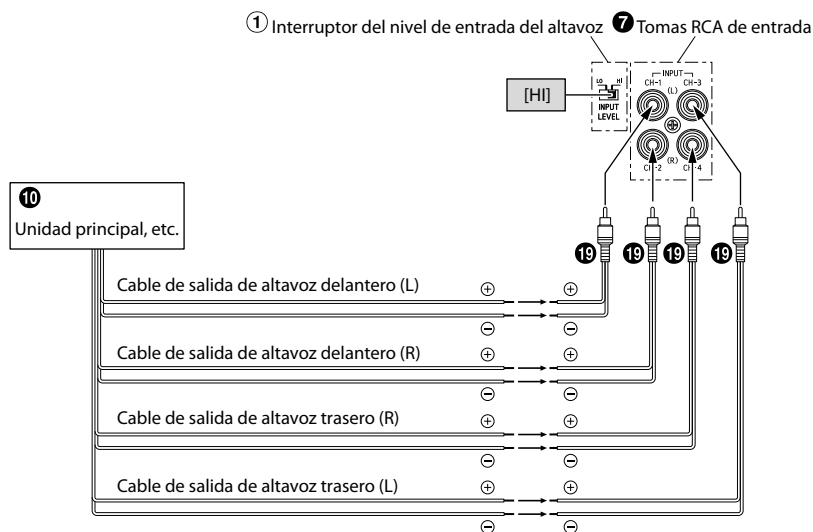 ① Interruptor del nivel de entrada del altavoz ❼ Tomas RCA de entrada
LO HI
INPUT
LEVEL
INPUT
CH-1 CH-3
(L)
(R)
CH-2 CH-4
[HI]
❿
Unidad principal, etc.
⓳ ⓳ ⓳ ⓳
Cable de salida de altavoz delantero (L) ⊕ ⊕
⊖ ⊖
Cable de salida de altavoz delantero (R) ⊕ ⊕
⊖ ⊖
Cable de salida de altavoz trasero (R) ⊕ ⊕
⊖ ⊖
Cable de salida de altavoz trasero (L) ⊕ ⊕
⊖ ⊖